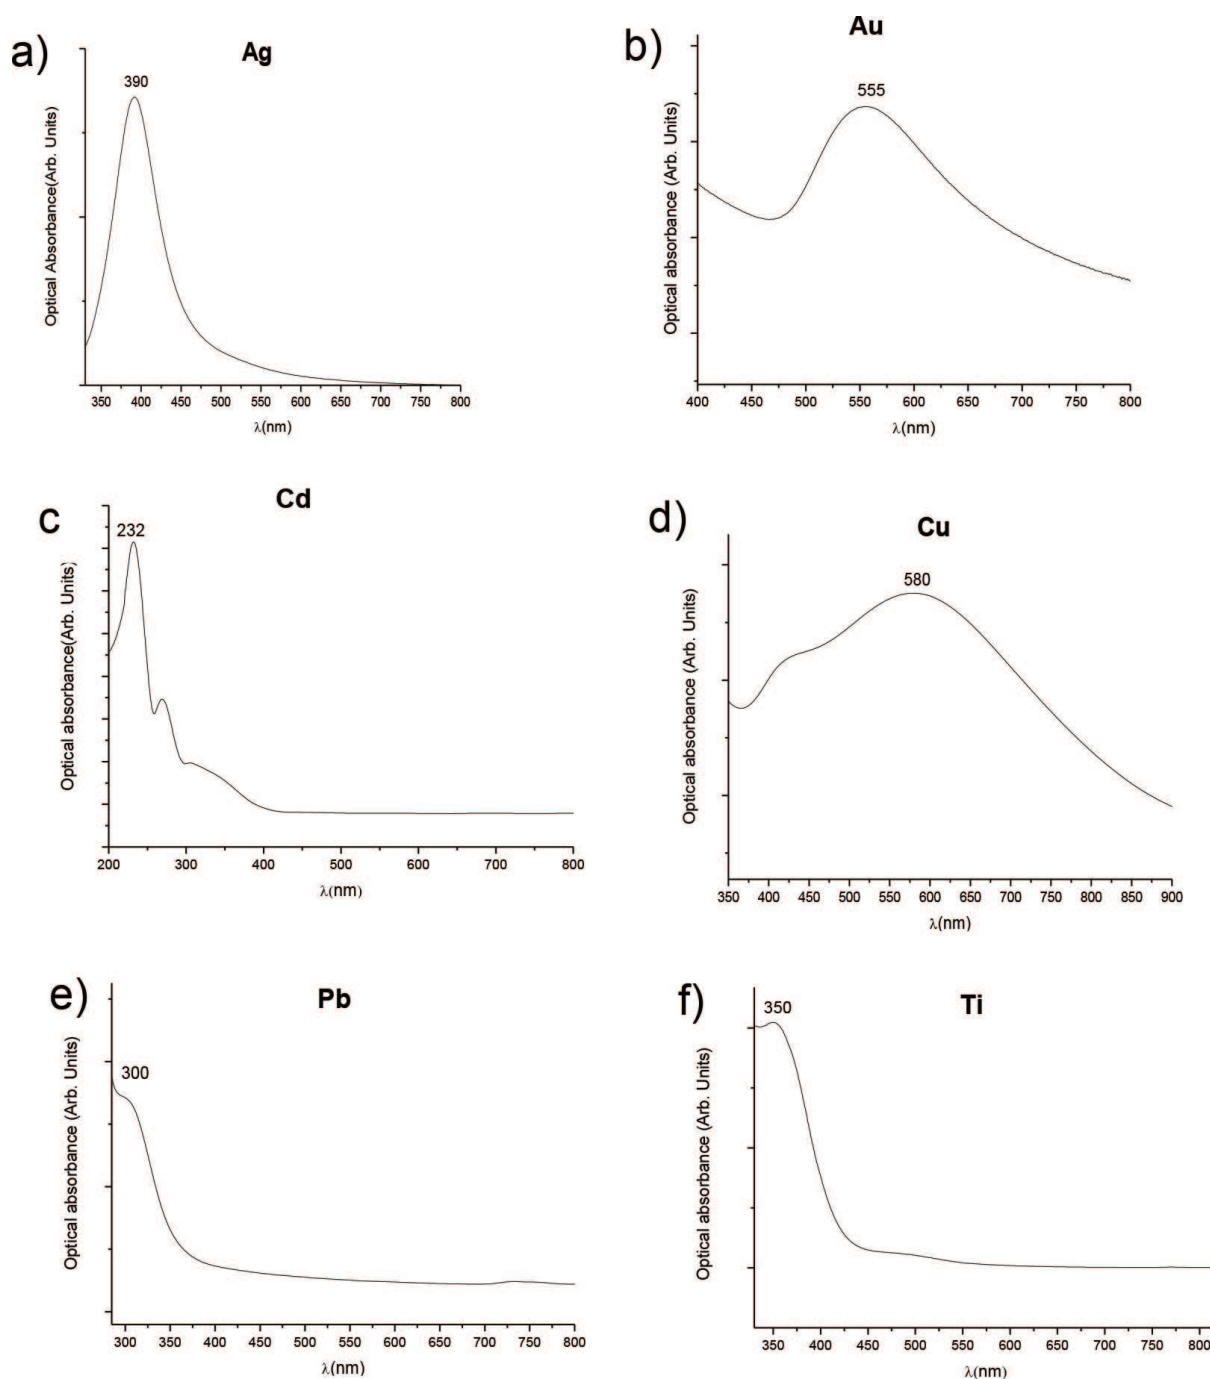 a)
Ag
390
Optical Absorbance(Arb. Units)
350 400 450 500 550 600 650 700 750 800
λ(nm)
b)
Au
555
Optical absorbance (Arb. Units)
400 450 500 550 600 650 700 750 800
λ(nm)
c
Cd
232
Optical absorbance(Arb. Units)
200 300 400 500 600 700 800
λ(nm)
d)
Cu
580
Optical absorbance (Arb. Units)
350 400 450 500 550 600 650 700 750 800 850 900
λ(nm)
e)
Pb
300
Optical absorbance (Arb. Units)
300 350 400 450 500 550 600 650 700 750 800
λ(nm)
f)
Ti
350
Optical absorbance (Arb. Units)
350 400 450 500 550 600 650 700 750 800
λ(nm)